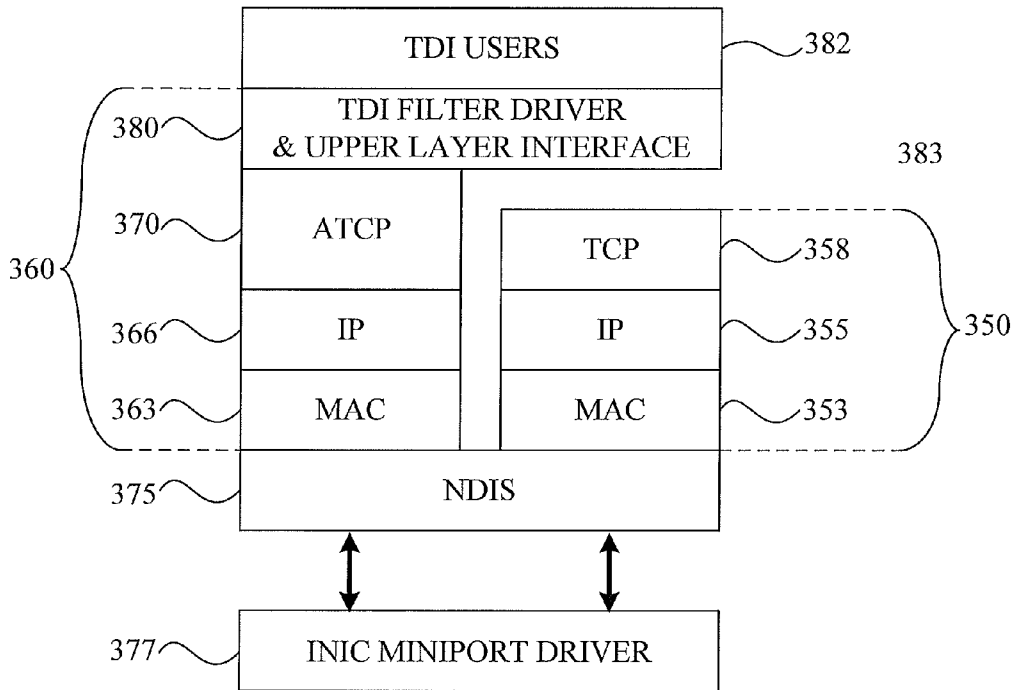 TDI USERS
382
TDI FILTER DRIVER
& UPPER LAYER INTERFACE
380
383
370
ATCP
TCP
358
360
366
IP
IP
355
350
363
MAC
MAC
353
375
NDIS
377
INIC MINIPORT DRIVER